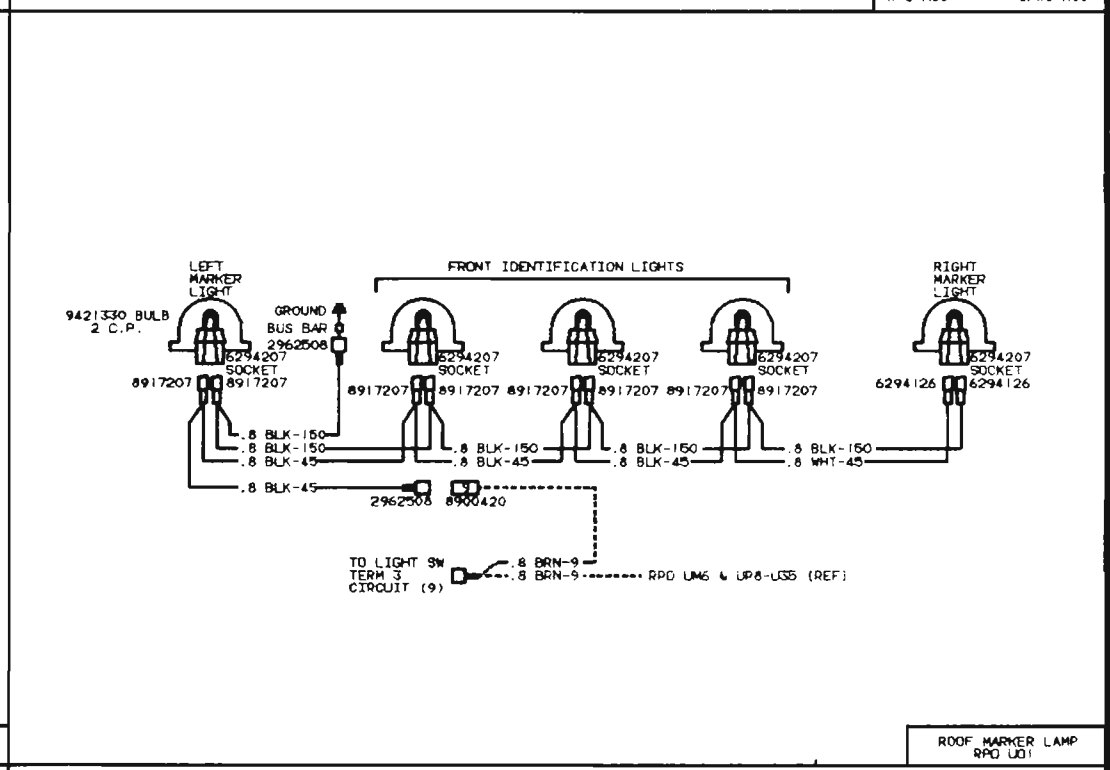 LEFT
MARKER
LIGHT
FRONT IDENTIFICATION LIGHTS
RIGHT
MARKER
LIGHT
9421330 BULB
2 C.P.
GROUND
BUS BAR
2962508
6294207
SOCKET
6294207
SOCKET
6294207
SOCKET
6294207
SOCKET
6294207
SOCKET
8917207 8917207
8917207 8917207
8917207 8917207
8917207 8917207
6294126 6294126
.8 BLK-150
.8 BLK-150 .8 BLK-150 .8 BLK-150 .8 BLK-150
.8 BLK-45 .8 BLK-45 .8 BLK-45 .8 WHT-45
.8 BLK-45
2962508 8900420
TO LIGHT SW
TERM 3
CIRCUIT (9)
.8 BRN-9
.8 BRN-9 RPO UM6 & UP8-U35 (REF)
ROOF MARKER LAMP
RPO U01